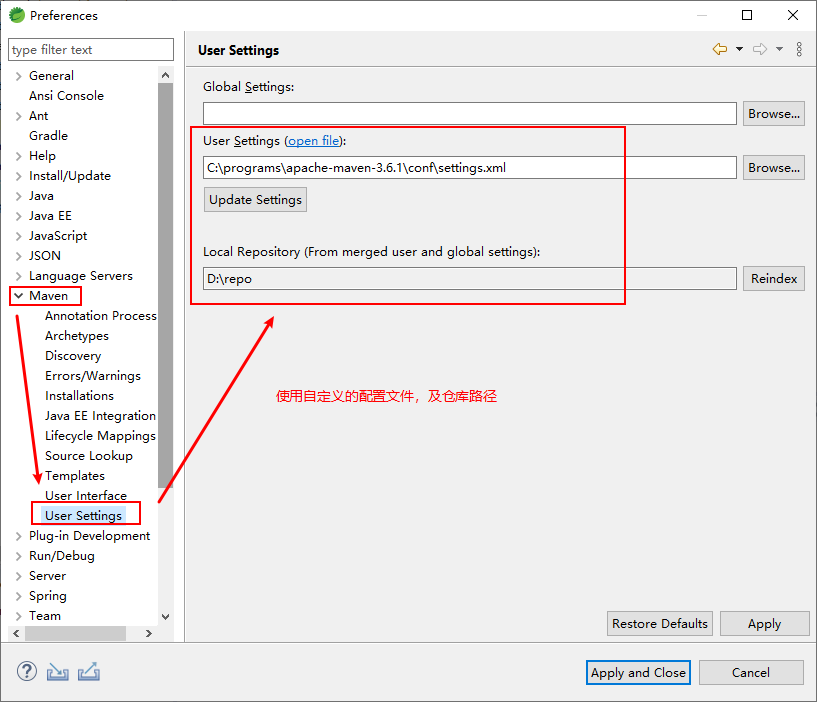 Preferences
type filter text
General
Ansi Console
Ant
Gradle
Help
Install/Update
Java
Java EE
JavaScript
JSON
Language Servers
Maven
Annotation Process
Archetypes
Discovery
Errors/Warnings
Installations
Java EE Integration
Lifecycle Mappings
Source Lookup
Templates
User Interface
User Settings
Plug-in Development
Run/Debug
Server
Spring
Team
User Settings
Global Settings:
Browse...
User Settings (open file):
C:\programs\apache-maven-3.6.1\conf\settings.xml
Browse...
Update Settings
Local Repository (From merged user and global settings):
D:\repo
Reindex
使用自定义的配置文件，及仓库路径
Restore Defaults
Apply
Apply and Close
Cancel